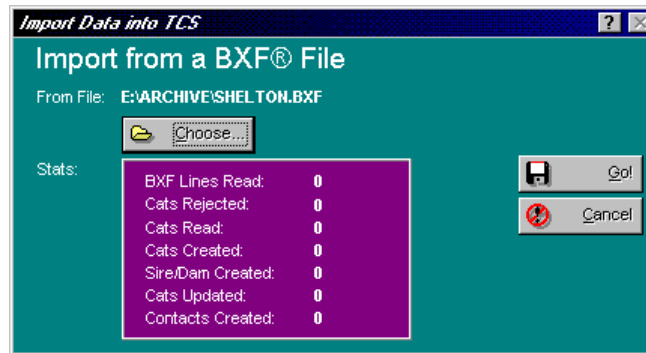 Import Data into TCS
Import from a BXF® File
From File: E:\ARCHIVE\SHELTON.BXF
Choose...
Stats:
BXF Lines Read: 0
Cats Rejected: 0
Cats Read: 0
Cats Created: 0
Sire/Dam Created: 0
Cats Updated: 0
Contacts Created: 0
Go!
Cancel